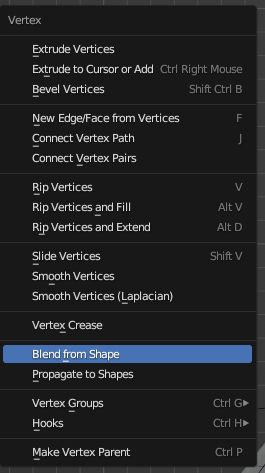 Vertex
Extrude Vertices
Extrude to Cursor or Add Ctrl Right Mouse
Bevel Vertices Shift Ctrl B
New Edge/Face from Vertices F
Connect Vertex Path J
Connect Vertex Pairs
Rip Vertices V
Rip Vertices and Fill Alt V
Rip Vertices and Extend Alt D
Slide Vertices Shift V
Smooth Vertices
Smooth Vertices (Laplacian)
Vertex Crease
Blend from Shape
Propagate to Shapes
Vertex Groups Ctrl G
Hooks Ctrl H
Make Vertex Parent Ctrl P